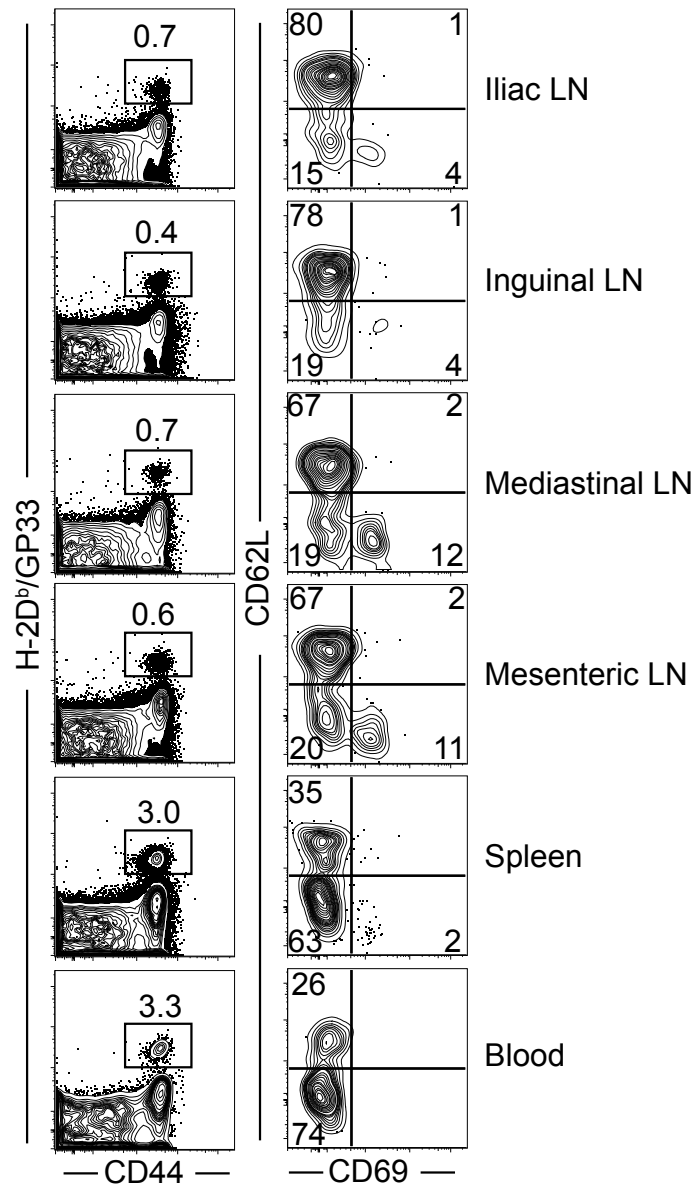 0.7
80 1
15 4
Iliac LN
0.4
78 1
19 4
Inguinal LN
0.7
67 2
19 12
Mediastinal LN
0.6
67 2
20 11
Mesenteric LN
3.0
35
63 2
Spleen
3.3
26
74
Blood
H-2Dᵇ/GP33
CD62L
CD44
CD69